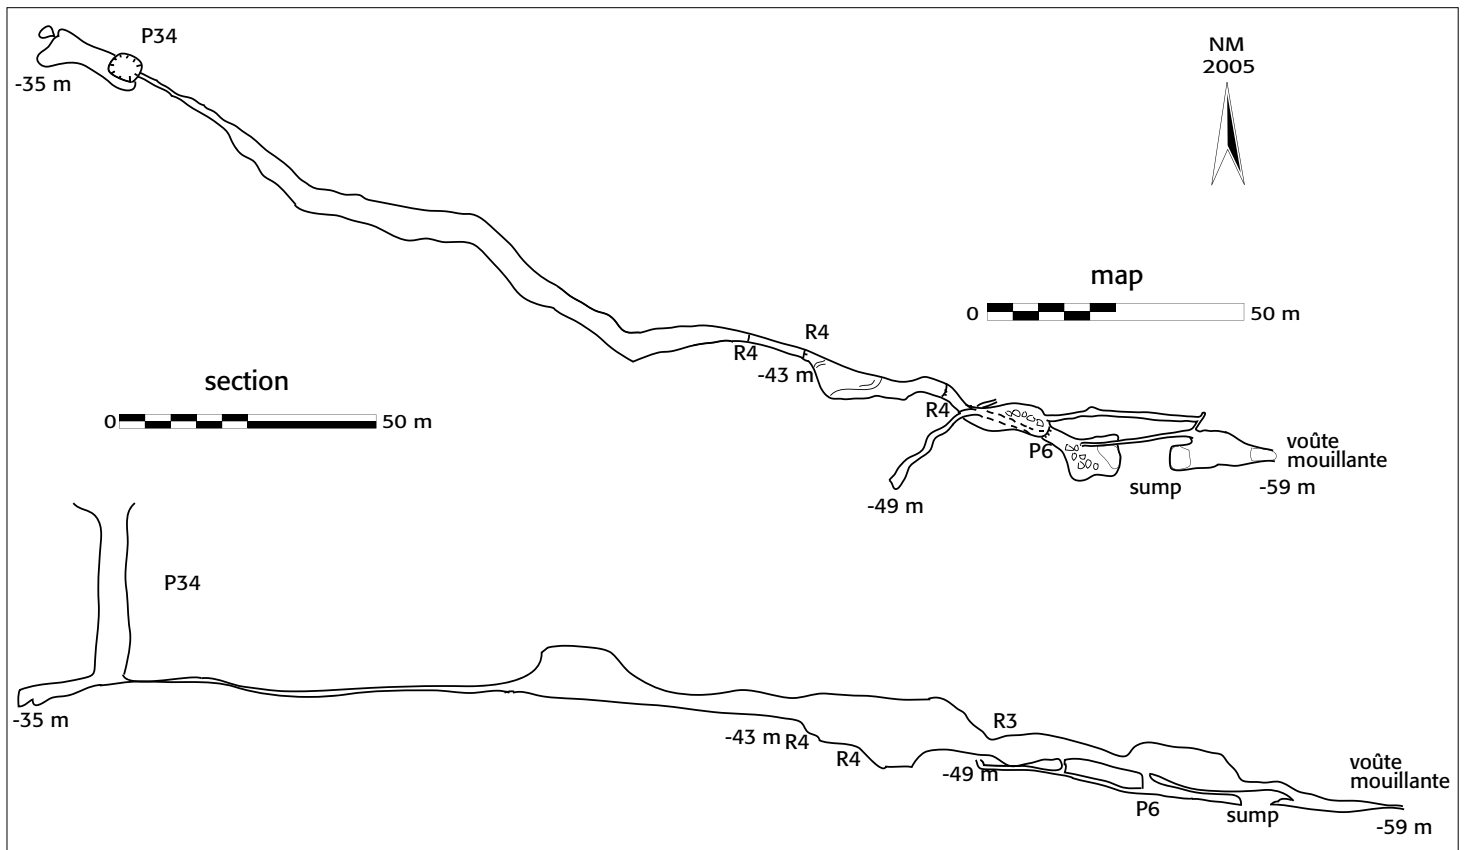 P34
-35 m
NM
2005
map
0
50 m
R4
R4
-43 m
section
0
50 m
R4
P6
voûte
mouillante
-59 m
sump
-49 m
P34
-35 m
R3
-43 m
R4
R4
-49 m
voûte
mouillante
P6
sump
-59 m